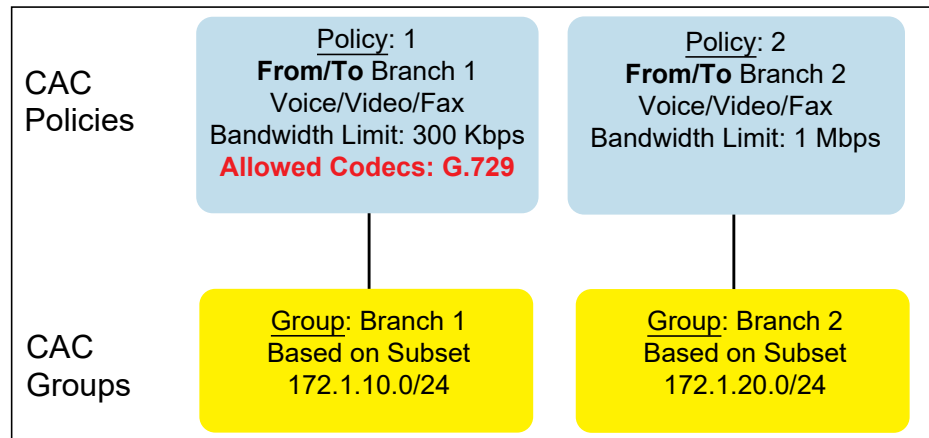 CAC
Policies
Policy: 1
From/To Branch 1
Voice/Video/Fax
Bandwidth Limit: 300 Kbps
Allowed Codecs: G.729
Policy: 2
From/To Branch 2
Voice/Video/Fax
Bandwidth Limit: 1 Mbps
CAC
Groups
Group: Branch 1
Based on Subset
172.1.10.0/24
Group: Branch 2
Based on Subset
172.1.20.0/24